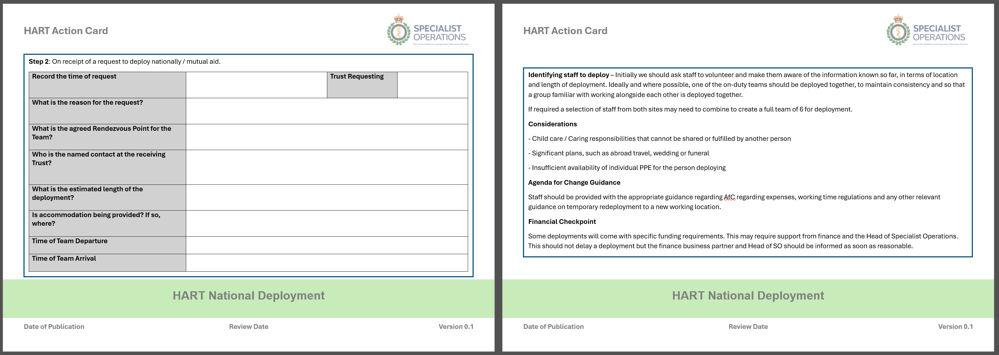 HART Action Card
SPECIALIST
OPERATIONS
Part of the Resilience and Specialist Operations Division
Step 2: On receipt of a request to deploy nationally / mutual aid.
Record the time of request
Trust Requesting
What is the reason for the request?
What is the agreed Rendezvous Point for the
Team?
Who is the named contact at the receiving
Trust?
What is the estimated length of the
deployment?
Is accommodation being provided? If so,
where?
Time of Team Departure
Time of Team Arrival
HART National Deployment
Date of Publication
Review Date
Version 0.1
HART Action Card
SPECIALIST
OPERATIONS
Part of the Resilience and Specialist Operations Division
Identifying staff to deploy – Initially we should ask staff to volunteer and make them aware of the information known so far, in terms of location
and length of deployment. Ideally and where possible, one of the on-duty teams should be deployed together, to maintain consistency and so that
a group familiar with working alongside each other is deployed together.
If required a selection of staff from both sites may need to combine to create a full team of 6 for deployment.
Considerations
- Child care / Caring responsibilities that cannot be shared or fulfilled by another person
- Significant plans, such as abroad travel, wedding or funeral
- Insufficient availability of individual PPE for the person deploying
Agenda for Change Guidance
Staff should be provided with the appropriate guidance regarding AfC regarding expenses, working time regulations and any other relevant
guidance on temporary redeployment to a new working location.
Financial Checkpoint
Some deployments will come with specific funding requirements. This may require support from finance and the Head of Specialist Operations.
This should not delay a deployment but the finance business partner and Head of SO should be informed as soon as reasonable.
HART National Deployment
Date of Publication
Review Date
Version 0.1